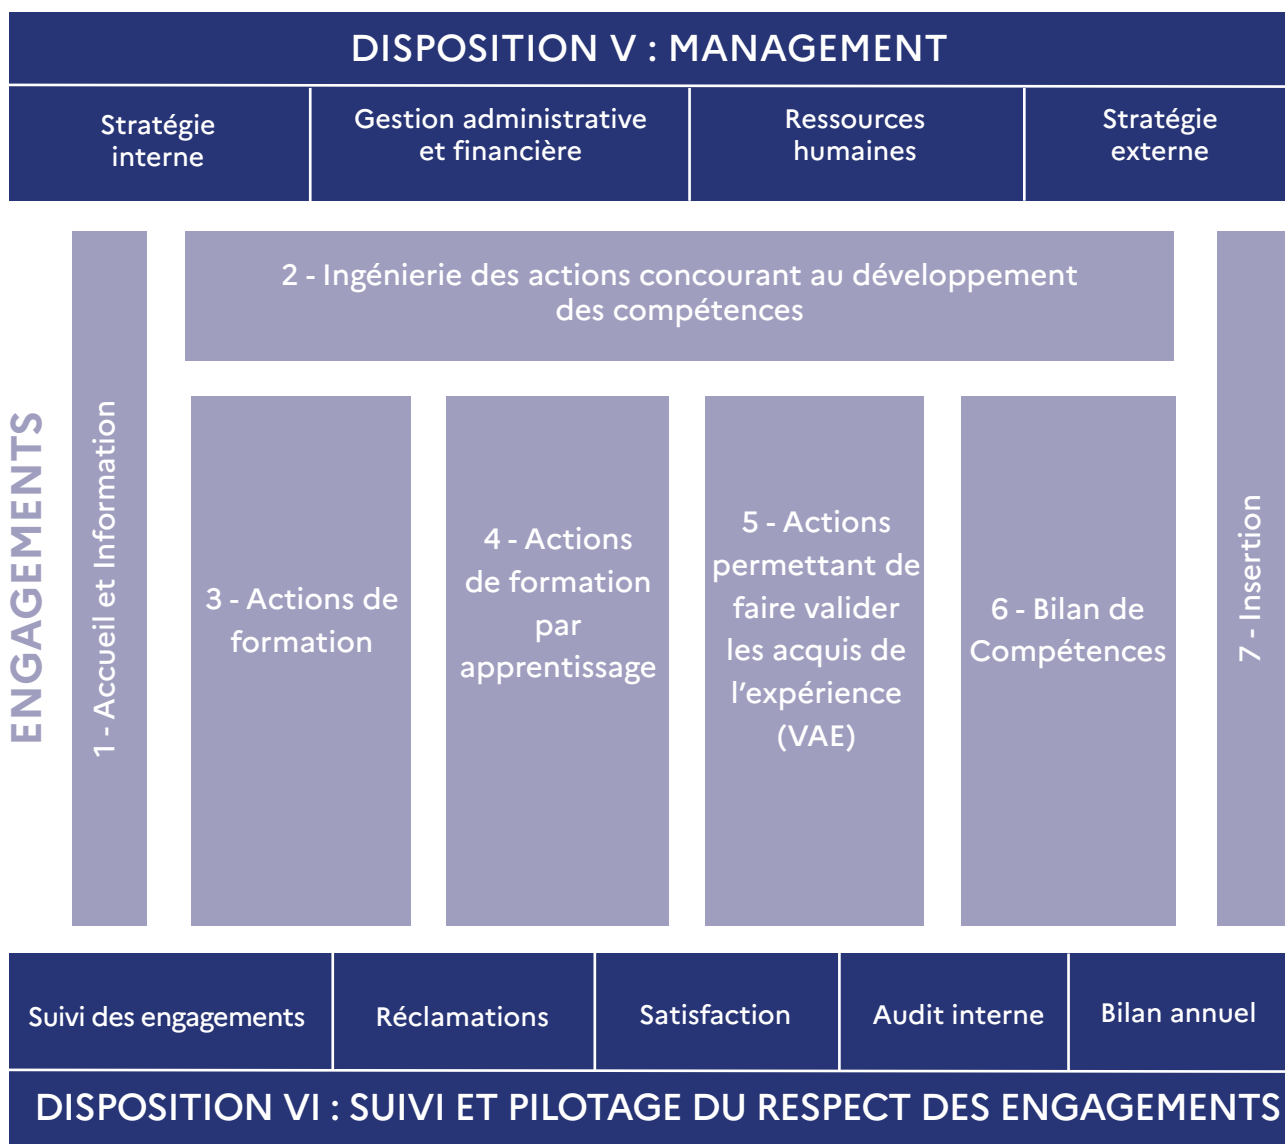 DISPOSITION V : MANAGEMENT
Stratégie
interne
Gestion administrative
et financière
Ressources
humaines
Stratégie
externe
ENGAGEMENTS
1 - Accueil et Information
2 - Ingénierie des actions concourant au développement
des compétences
3 - Actions de
formation
4 - Actions
de formation
par
apprentissage
5 - Actions
permettant de
faire valider
les acquis de
l’expérience
(VAE)
6 - Bilan de
Compétences
7 - Insertion
Suivi des engagements
Réclamations
Satisfaction
Audit interne
Bilan annuel
DISPOSITION VI : SUIVI ET PILOTAGE DU RESPECT DES ENGAGEMENTS